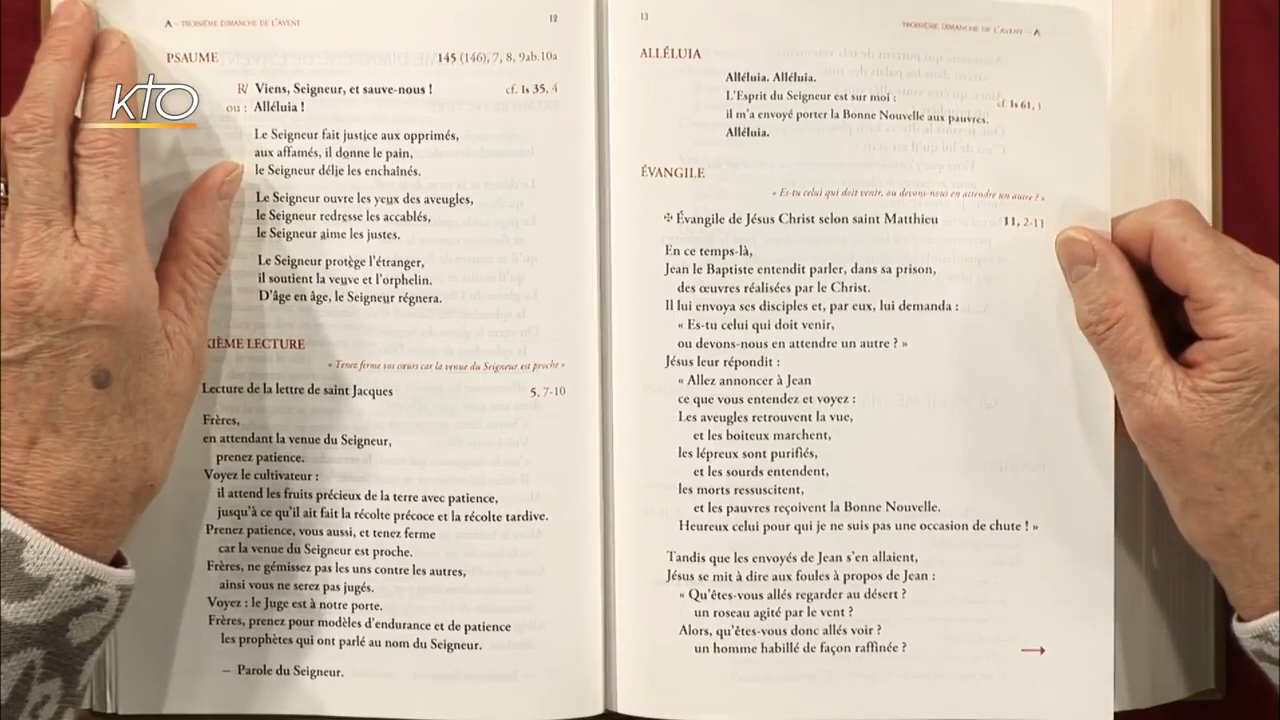 KTO
A – TROISIÈME DIMANCHE DE L'AVENT 12
PSAUME 145 (146), 7, 8, 9ab.10a
R/ Viens, Seigneur, et sauve-nous ! cf. Is 35, 4
ou : Alléluia !
Le Seigneur fait justice aux opprimés,
aux affamés, il donne le pain,
le Seigneur délie les enchaînés.
Le Seigneur ouvre les yeux des aveugles,
le Seigneur redresse les accablés,
le Seigneur aime les justes.
Le Seigneur protège l'étranger,
il soutient la veuve et l'orphelin.
D'âge en âge, le Seigneur régnera.
XIÈME LECTURE
« Tenez ferme vos cœurs car la venue du Seigneur est proche »
Lecture de la lettre de saint Jacques 5, 7-10
Frères,
en attendant la venue du Seigneur,
prenez patience.
Voyez le cultivateur :
il attend les fruits précieux de la terre avec patience,
jusqu'à ce qu'il ait fait la récolte précoce et la récolte tardive.
Prenez patience, vous aussi, et tenez ferme
car la venue du Seigneur est proche.
Frères, ne gémissez pas les uns contre les autres,
ainsi vous ne serez pas jugés.
Voyez : le Juge est à notre porte.
Frères, prenez pour modèles d'endurance et de patience
les prophètes qui ont parlé au nom du Seigneur.
– Parole du Seigneur.
13 TROISIÈME DIMANCHE DE L'AVENT – A
ALLÉLUIA
Alléluia. Alléluia.
L'Esprit du Seigneur est sur moi : cf. Is 61, 1
il m'a envoyé porter la Bonne Nouvelle aux pauvres.
Alléluia.
ÉVANGILE
« Es-tu celui qui doit venir, ou devons-nous en attendre un autre ? »
✠ Évangile de Jésus Christ selon saint Matthieu 11, 2-11
En ce temps-là,
Jean le Baptiste entendit parler, dans sa prison,
des œuvres réalisées par le Christ.
Il lui envoya ses disciples et, par eux, lui demanda :
« Es-tu celui qui doit venir,
ou devons-nous en attendre un autre ? »
Jésus leur répondit :
« Allez annoncer à Jean
ce que vous entendez et voyez :
Les aveugles retrouvent la vue,
et les boiteux marchent,
les lépreux sont purifiés,
et les sourds entendent,
les morts ressuscitent,
et les pauvres reçoivent la Bonne Nouvelle.
Heureux celui pour qui je ne suis pas une occasion de chute ! »
Tandis que les envoyés de Jean s'en allaient,
Jésus se mit à dire aux foules à propos de Jean :
« Qu'êtes-vous allés regarder au désert ?
un roseau agité par le vent ?
Alors, qu'êtes-vous donc allés voir ?
un homme habillé de façon raffinée ?